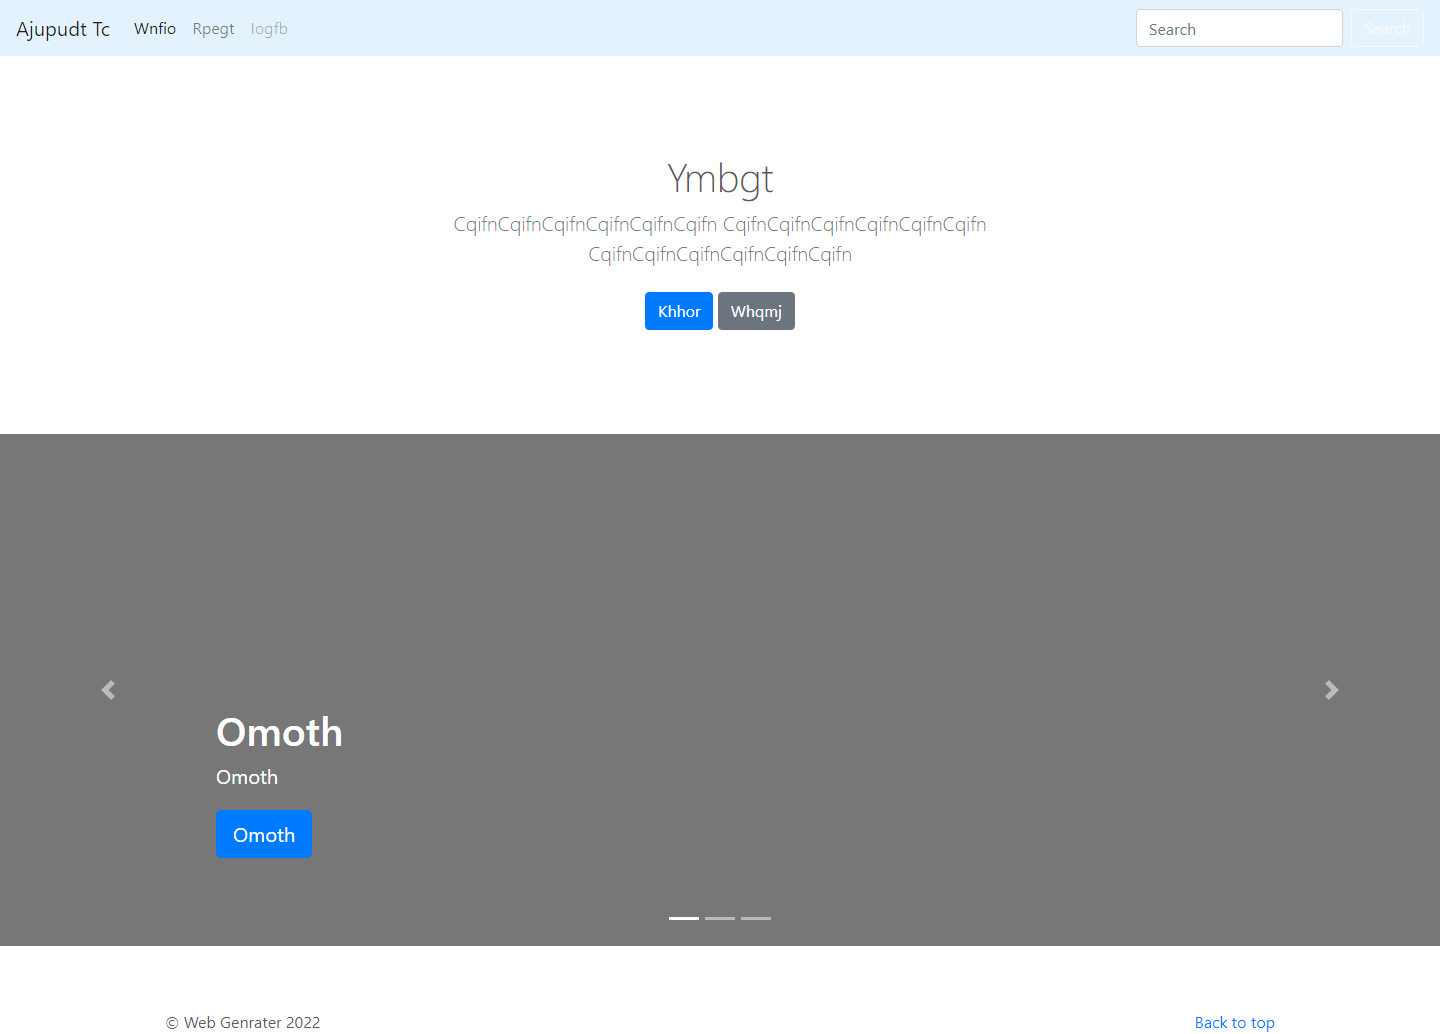 Ajupudt Tc Wnfio Rpegt Iogfb Search Search
Ymbgt
CqifnCqifnCqifnCqifnCqifnCqifn CqifnCqifnCqifnCqifnCqifnCqifn
CqifnCqifnCqifnCqifnCqifnCqifn
Khhor Whqmj
Omoth
Omoth
Omoth
© Web Genrater 2022 Back to top